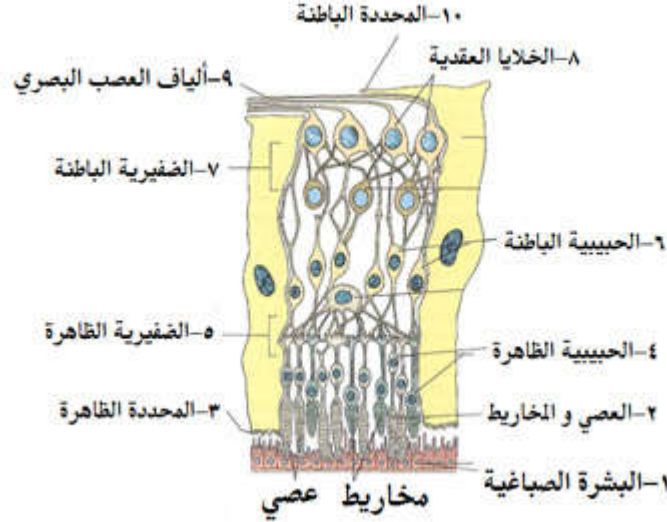 ١٠-المحددة الباطنة
٨-الخلايا العقدية
٩-ألياف العصب البصري
٧-الضفيرية الباطنة
٦-الحبيبية الباطنة
٥-الضفيرية الظاهرة
٤-الحبيبية الظاهرة
٣-المحددة الظاهرة
٢-العصي و المخاريط
١-البشرة الصباغية
مخاريط
عصي